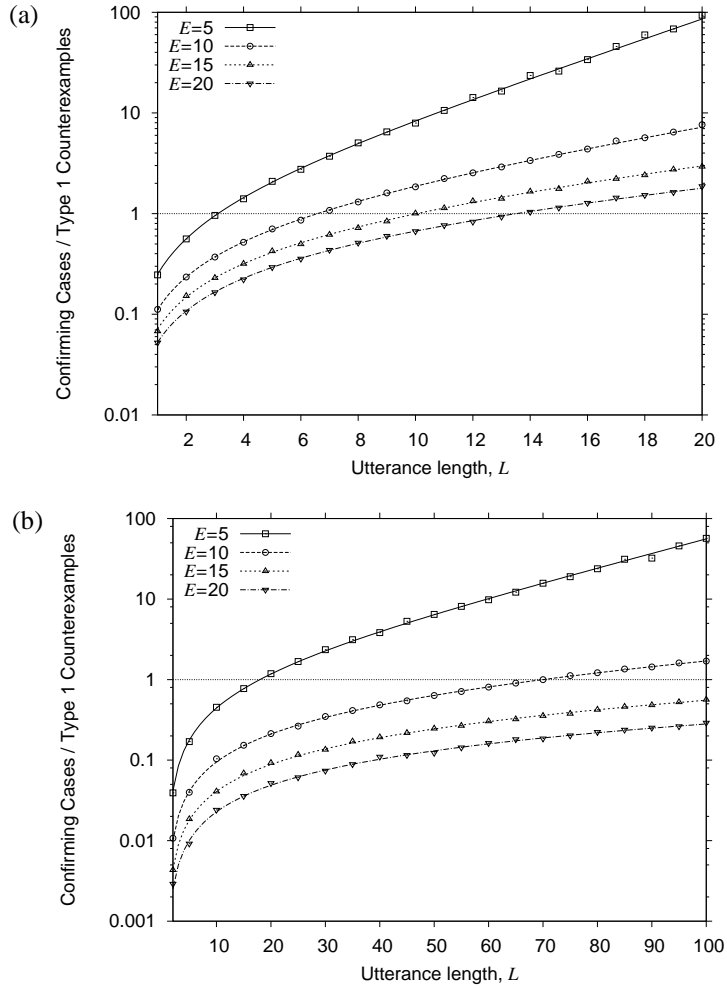 (a)
Confirming Cases / Type 1 Counterexamples
100
10
1
0.1
0.01
E=5
E=10
E=15
E=20
2 4 6 8 10 12 14 16 18 20
Utterance length, L
(b)
Confirming Cases / Type 1 Counterexamples
100
10
1
0.1
0.01
0.001
E=5
E=10
E=15
E=20
10 20 30 40 50 60 70 80 90 100
Utterance length, L